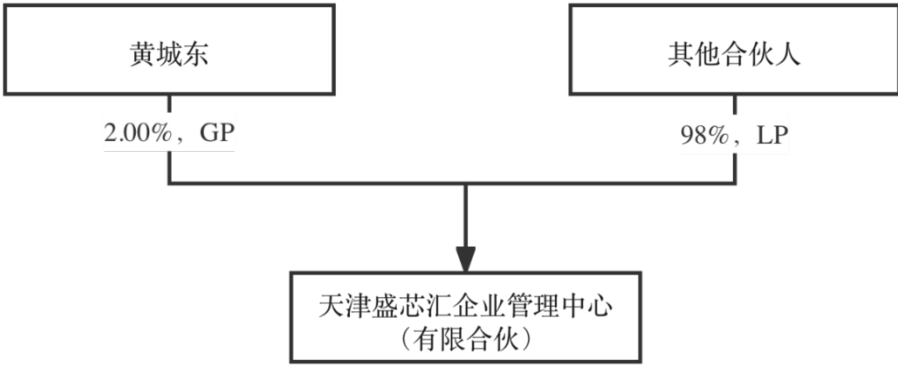 黄城东
其他合伙人
2.00%，GP
98%，LP
天津盛芯汇企业管理中心
（有限合伙）